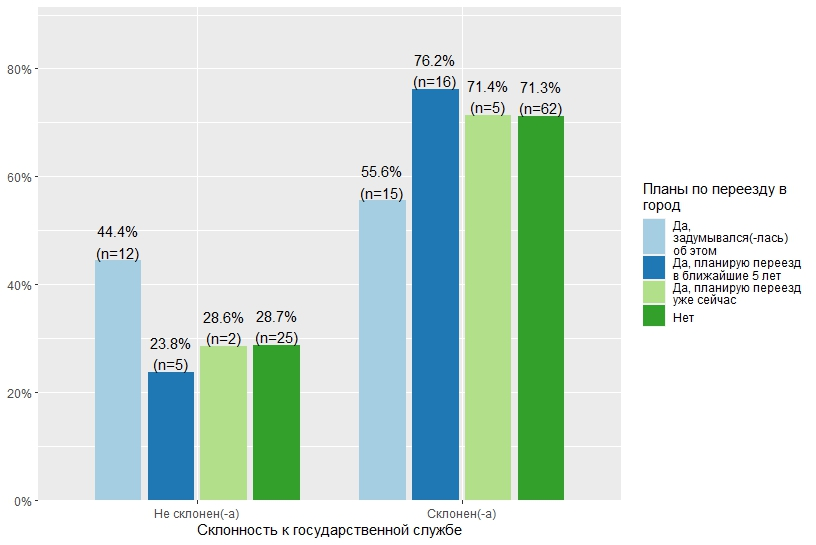 80%
60%
40%
20%
0%
44.4%
(n=12)
23.8%
(n=5)
28.6%
(n=2)
28.7%
(n=25)
55.6%
(n=15)
76.2%
(n=16)
71.4%
(n=5)
71.3%
(n=62)
Не склонен(-а)
Склонен(-а)
Склонность к государственной службе
Планы по переезду в
город
Да,
задумывался(-лась)
об этом
Да, планирую переезд
в ближайшие 5 лет
Да, планирую переезд
уже сейчас
Нет